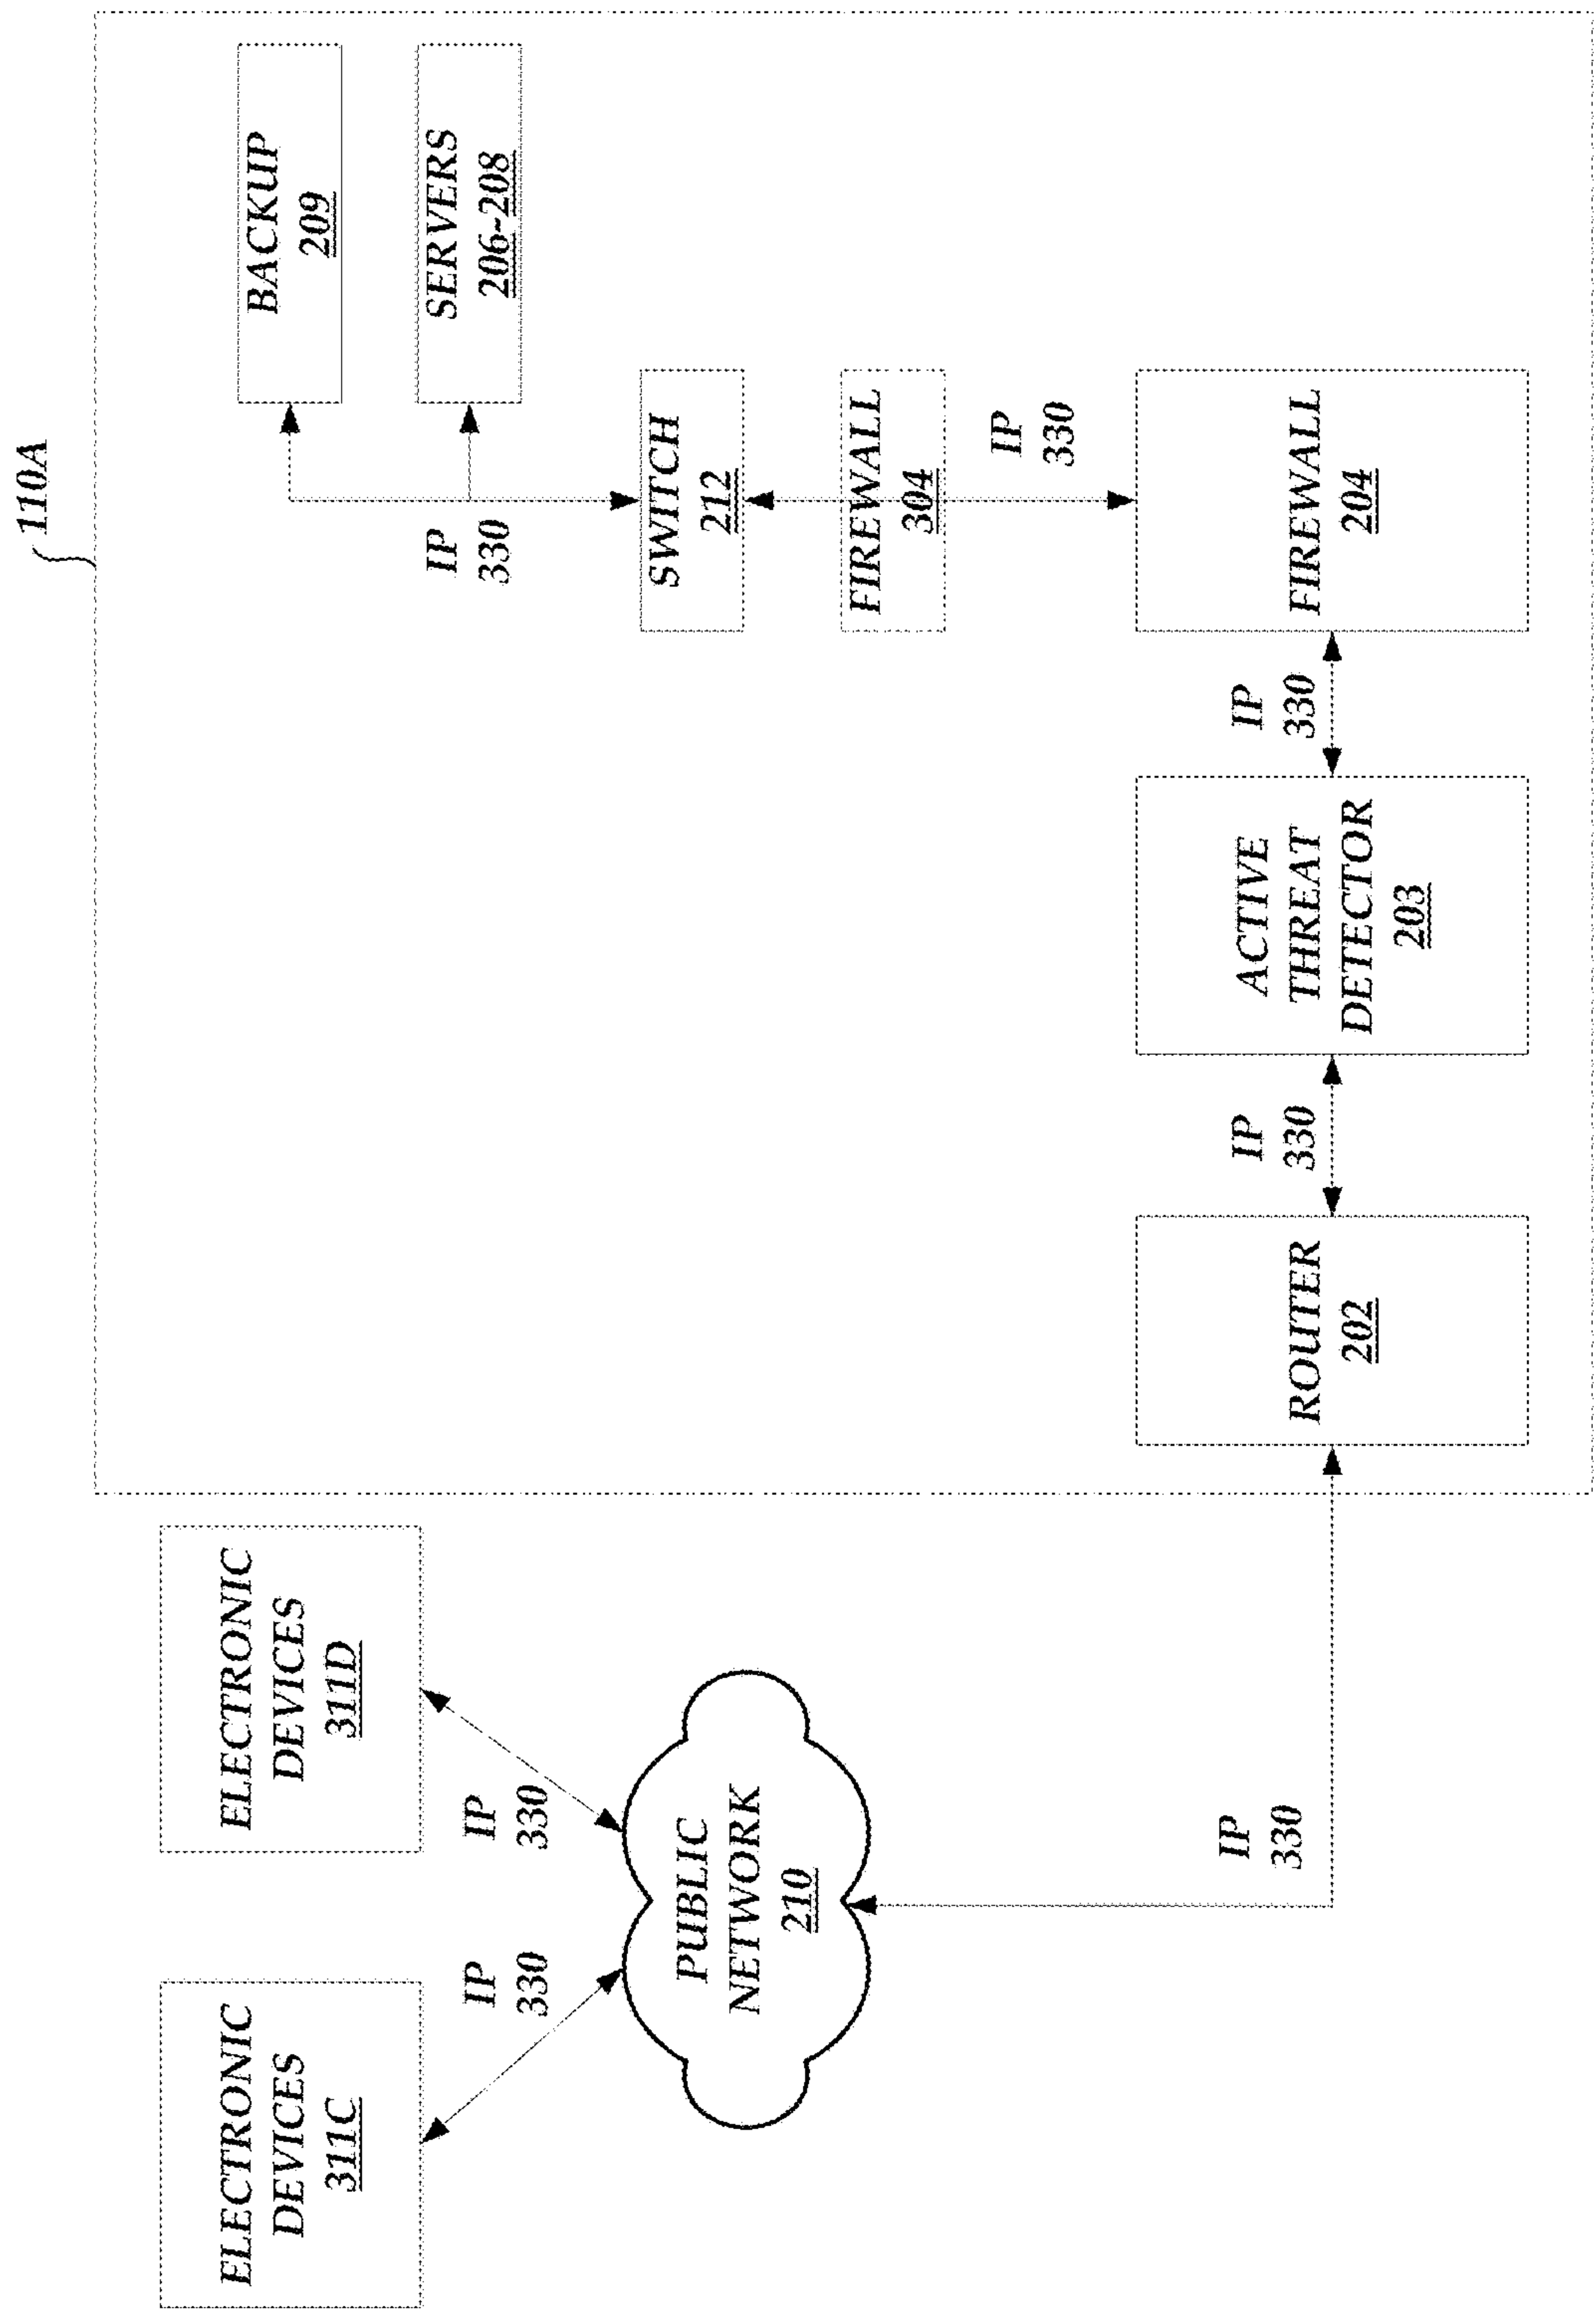 110A
ELECTRONIC
DEVICES
311C
ELECTRONIC
DEVICES
311D
BACKUP
209
SERVERS
206-208
IP
330
IP
330
IP
330
PUBLIC
NETWORK
210
SWITCH
212
FIREWALL
304
IP
330
IP
330
ROUTER
202
IP
330
ACTIVE
THREAT
DETECTOR
203
IP
330
FIREWALL
204